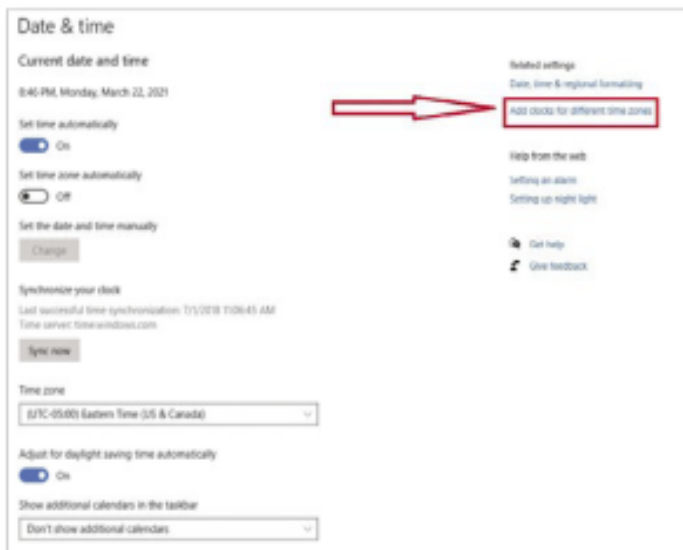 Date & time
Current date and time
8:46 PM, Monday, March 22, 2021
Set time automatically
On
Set time zone automatically
Off
Set the date and time manually
Change
Synchronize your clock
Last successful time synchronization: 7/1/2018 11:06:45 AM
Time server: time.windows.com
Sync now
Time zone
(UTC-05:00) Eastern Time (US & Canada)
Adjust for daylight saving time automatically
On
Show additional calendars in the taskbar
Don't show additional calendars
Related settings
Date, time & regional formatting
Add clocks for different time zones
Help from the web
Setting an alarm
Setting up night light
Get help
Give feedback